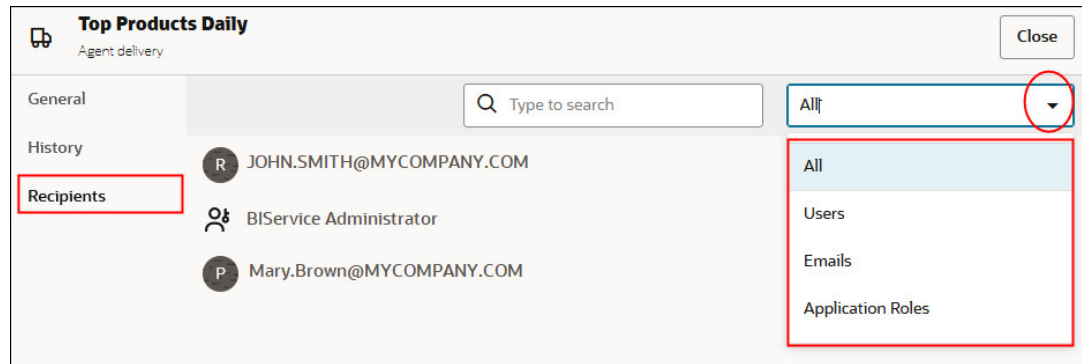 Top Products Daily
Agent delivery
Close
General
Type to search
All
History
R JOHN.SMITH@MYCOMPANY.COM
All
Recipients
BIService Administrator
Users
P Mary.Brown@MYCOMPANY.COM
Emails
Application Roles